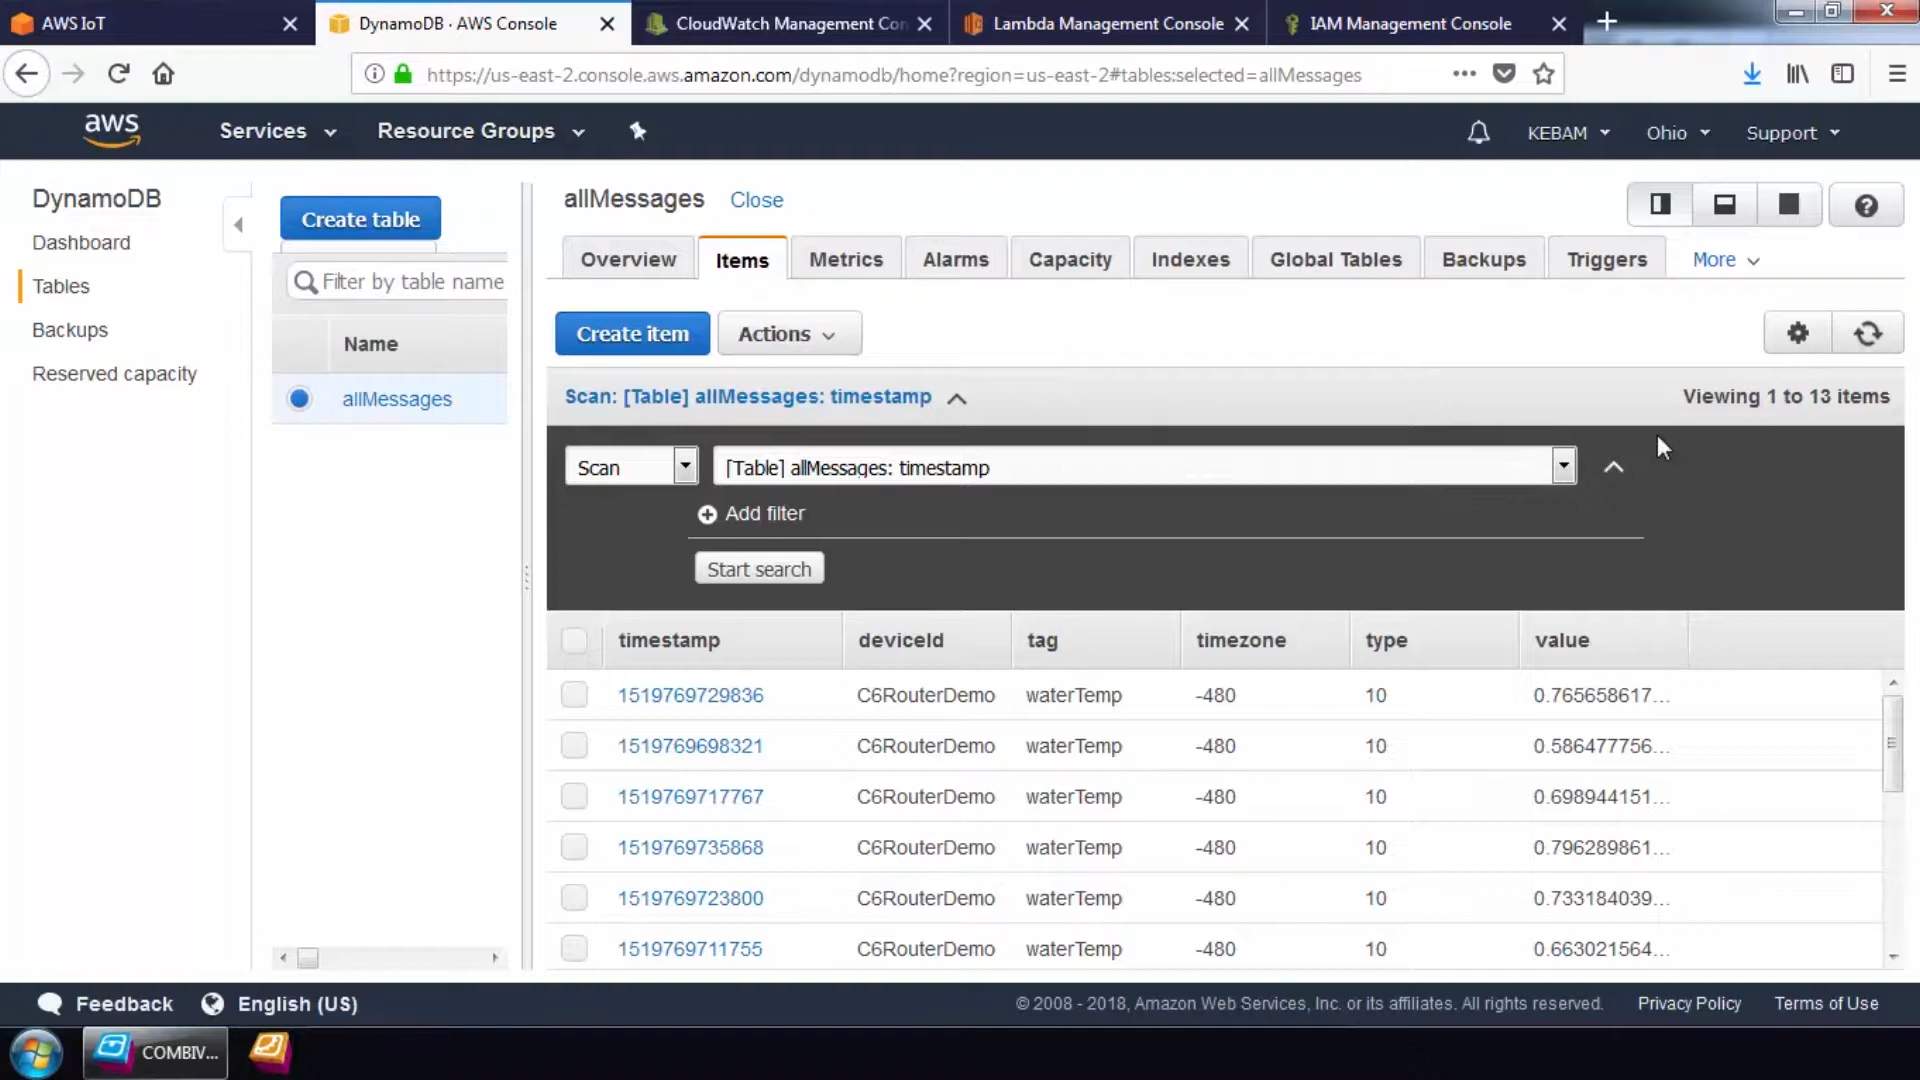 AWS IoT
DynamoDB · AWS Console
CloudWatch Management Con
Lambda Management Console
IAM Management Console
https://us-east-2.console.aws.amazon.com/dynamodb/home?region=us-east-2#tables:selected=allMessages
aws
Services
Resource Groups
KEBAM
Ohio
Support
DynamoDB
Dashboard
Tables
Backups
Reserved capacity
Create table
Filter by table name
Name
allMessages
allMessages Close
Overview Items Metrics Alarms Capacity Indexes Global Tables Backups Triggers More
Create item Actions
Scan: [Table] allMessages: timestamp
Viewing 1 to 13 items
Scan [Table] allMessages: timestamp
Add filter
Start search
timestamp deviceId tag timezone type value
1519769729836 C6RouterDemo waterTemp -480 10 0.765658617...
1519769698321 C6RouterDemo waterTemp -480 10 0.586477756...
1519769717767 C6RouterDemo waterTemp -480 10 0.698944151...
1519769735868 C6RouterDemo waterTemp -480 10 0.796289861...
1519769723800 C6RouterDemo waterTemp -480 10 0.733184039...
1519769711755 C6RouterDemo waterTemp -480 10 0.663021564...
Feedback English (US)
© 2008 - 2018, Amazon Web Services, Inc. or its affiliates. All rights reserved. Privacy Policy Terms of Use
COMBIV...